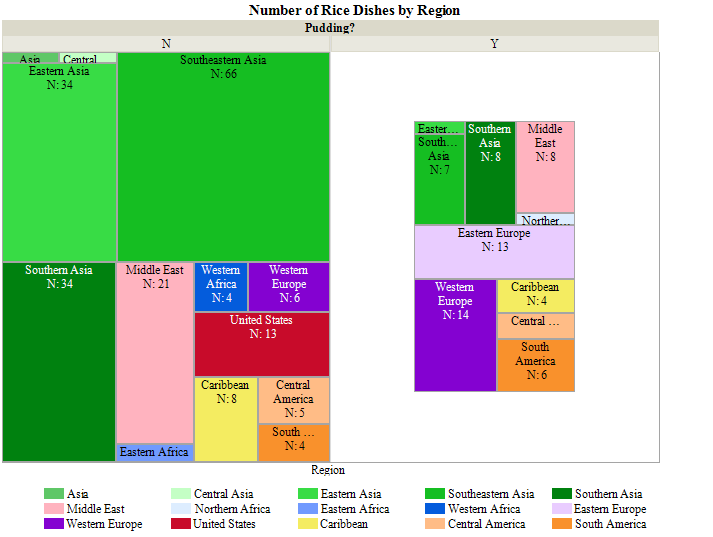 Number of Rice Dishes by Region
Pudding?
N Y
Asia Central
Eastern Asia
N: 34
Southeastern Asia
N: 66
Southern Asia
N: 34
Middle East
N: 21
Western
Africa
N: 4
Western
Europe
N: 6
United States
N: 13
Caribbean
N: 8
Central
America
N: 5
South ...
N: 4
Eastern Africa
Easter...
South...
Asia
N: 7
Southern
Asia
N: 8
Middle
East
N: 8
Norther...
Eastern Europe
N: 13
Western
Europe
N: 14
Caribbean
N: 4
Central ...
South
America
N: 6
Region
Asia Central Asia Eastern Asia Southeastern Asia Southern Asia
Middle East Northern Africa Eastern Africa Western Africa Eastern Europe
Western Europe United States Caribbean Central America South America